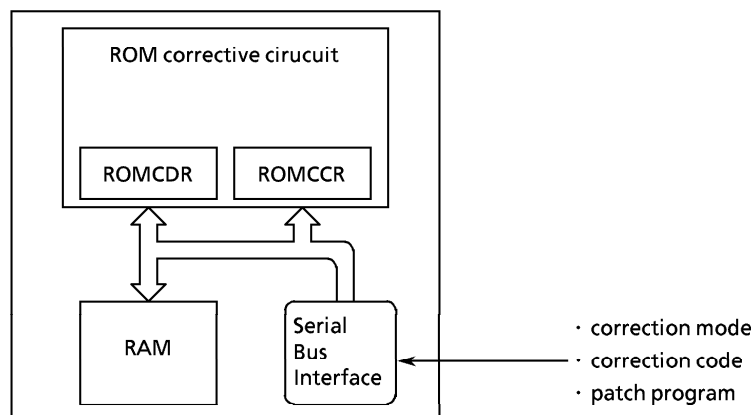 ROM corrective cirucuit
ROMCDR
ROMCCR
RAM
Serial
Bus
Interface
· correction mode
· correction code
· patch program